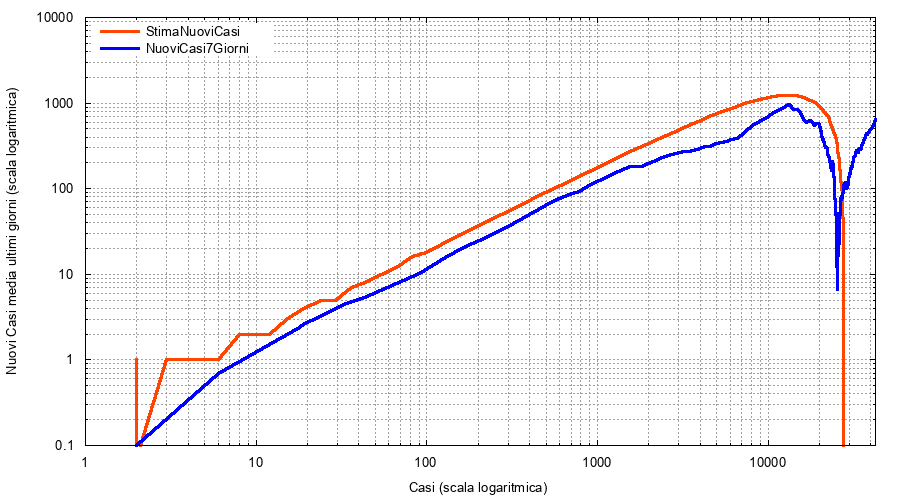 10000
StimaNuoviCasi
NuoviCasi7Giorni
1000
100
10
1
0.1
Nuovi Casi media ultimi giorni (scala logaritmica)
1 10 100 1000 10000
Casi (scala logaritmica)